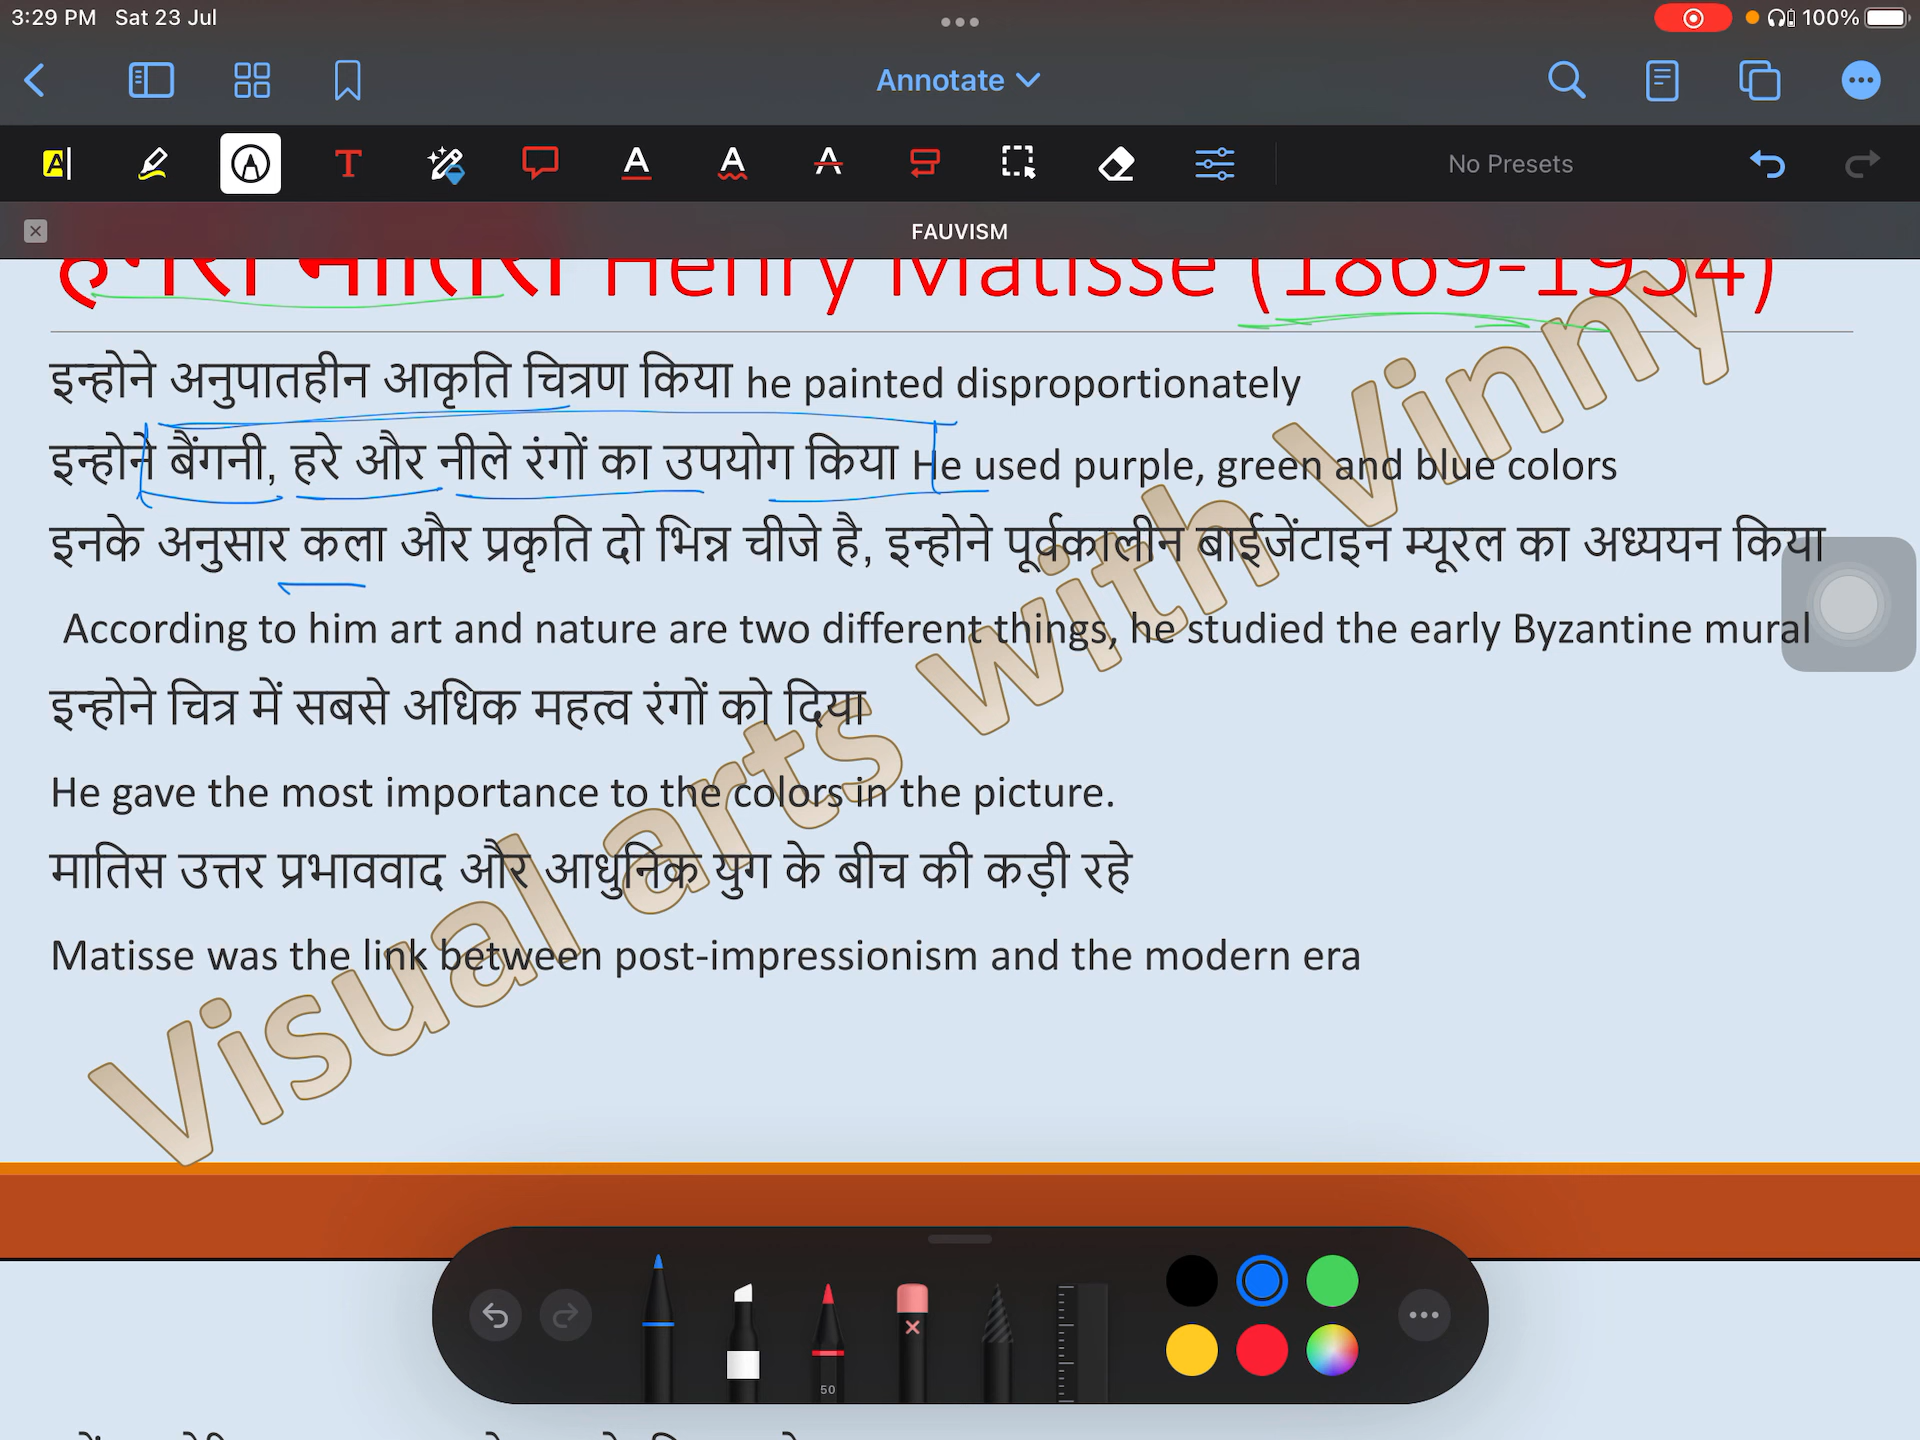 3:29 PM Sat 23 Jul 100%
Annotate
A T A A A No Presets
FAUVISM
हेनरी मातिस Henry Matisse (1869-1954)
इन्होने अनुपातहीन आकृति चित्रण किया he painted disproportionately
इन्होने बैंगनी, हरे और नीले रंगों का उपयोग किया He used purple, green and blue colors
इनके अनुसार कला और प्रकृति दो भिन्न चीजे है, इन्होने पूर्वकालीन बाईजेंटाइन म्यूरल का अध्ययन किया
According to him art and nature are two different things, he studied the early Byzantine mural
इन्होने चित्र में सबसे अधिक महत्व रंगों को दिया
He gave the most importance to the colors in the picture.
मातिस उत्तर प्रभाववाद और आधुनिक युग के बीच की कड़ी रहे
Matisse was the link between post-impressionism and the modern era
Visual arts with Vinny
50